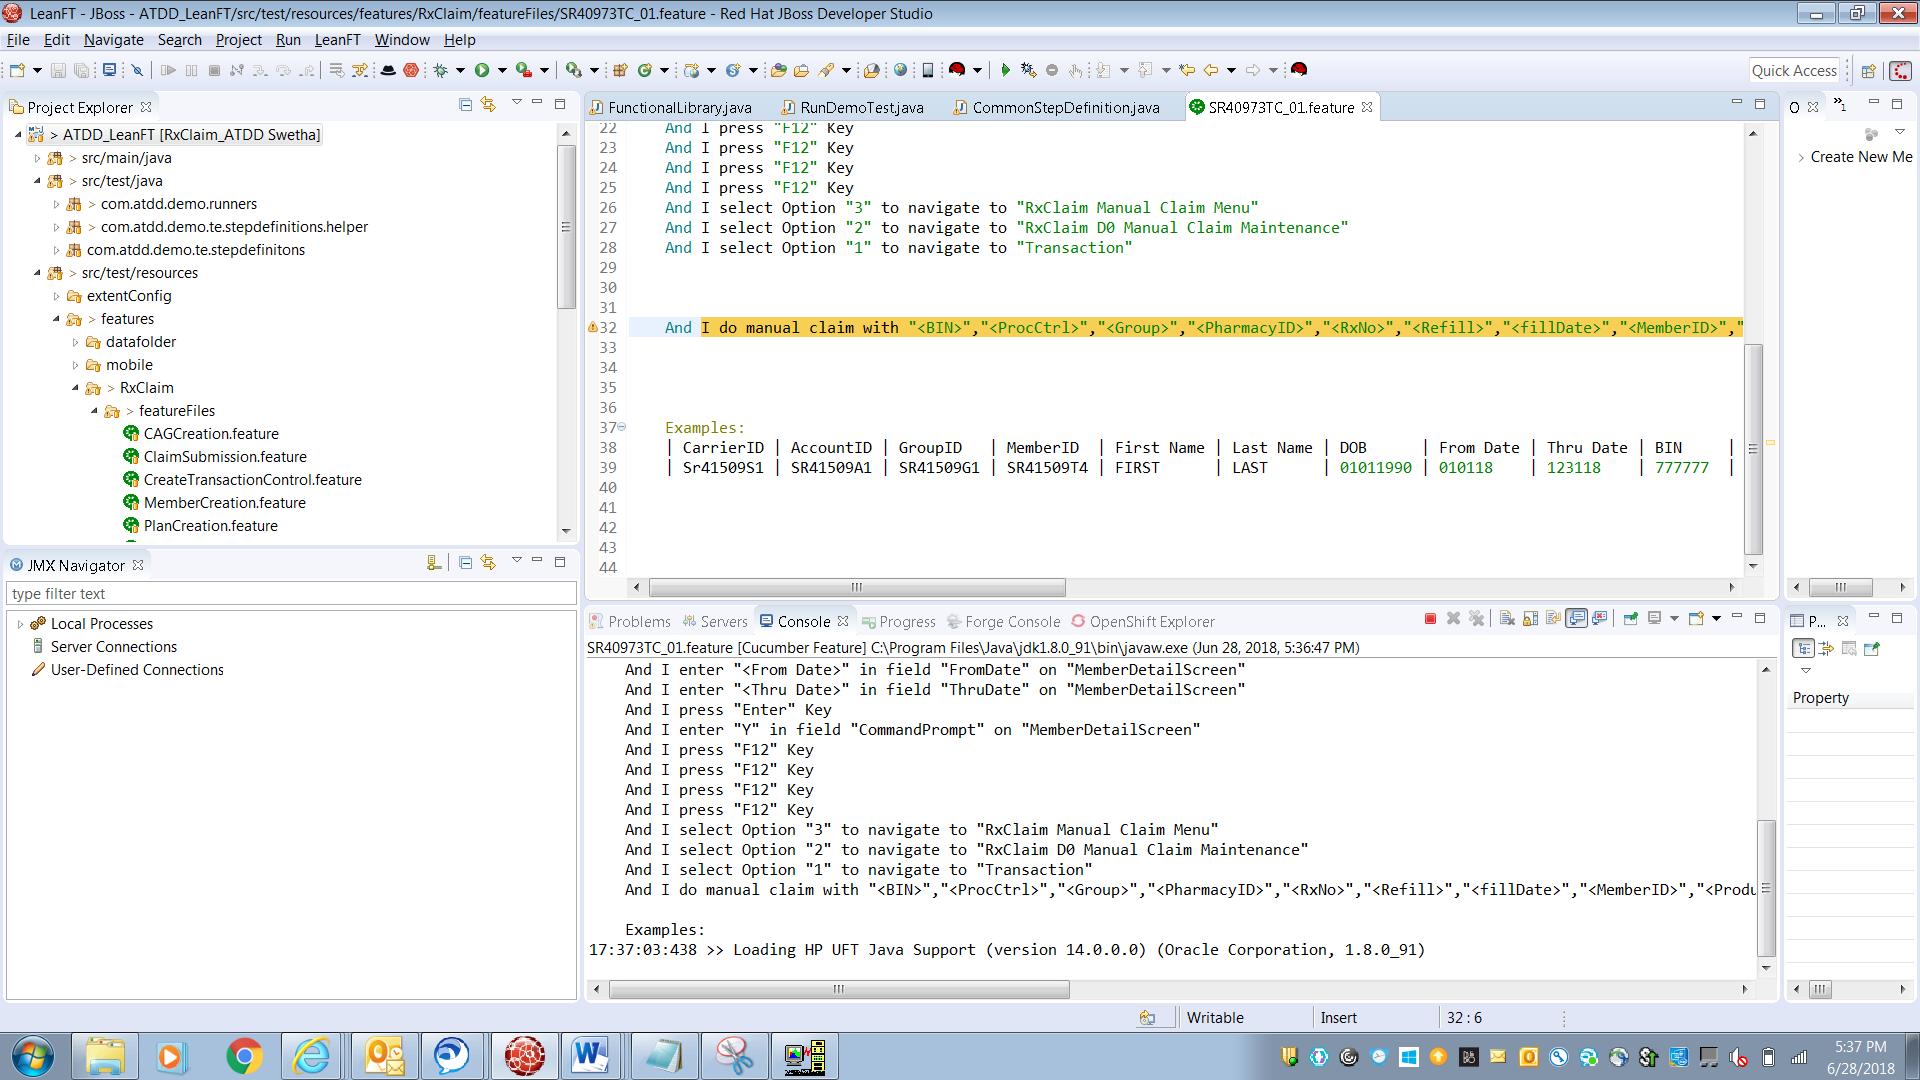 LeanFT - JBoss - ATDD_LeanFT/src/test/resources/features/RxClaim/featureFiles/SR40973TC_01.feature - Red Hat JBoss Developer Studio
File Edit Navigate Search Project Run LeanFT Window Help
Quick Access
Project Explorer
> ATDD_LeanFT [RxClaim_ATDD Swetha]
> src/main/java
> src/test/java
> com.atdd.demo.runners
> com.atdd.demo.te.stepdefinitions.helper
com.atdd.demo.te.stepdefinitons
> src/test/resources
extentConfig
> features
datafolder
mobile
> RxClaim
> featureFiles
CAGCreation.feature
ClaimSubmission.feature
CreateTransactionControl.feature
MemberCreation.feature
PlanCreation.feature
JMX Navigator
type filter text
Local Processes
Server Connections
User-Defined Connections
FunctionalLibrary.java RunDemoTest.java CommonStepDefinition.java SR40973TC_01.feature
22 And I press "F12" Key
23 And I press "F12" Key
24 And I press "F12" Key
25 And I press "F12" Key
26 And I select Option "3" to navigate to "RxClaim Manual Claim Menu"
27 And I select Option "2" to navigate to "RxClaim D0 Manual Claim Maintenance"
28 And I select Option "1" to navigate to "Transaction"
29
30
31
32 And I do manual claim with "<BIN>","<ProcCtrl>","<Group>","<PharmacyID>","<RxNo>","<Refill>","<fillDate>","<MemberID>","
33
34
35
36
37 Examples:
38 | CarrierID | AccountID | GroupID | MemberID | First Name | Last Name | DOB | From Date | Thru Date | BIN |
39 | Sr41509S1 | SR41509A1 | SR41509G1 | SR41509T4 | FIRST | LAST | 01011990 | 010118 | 123118 | 777777 |
40
41
42
43
44
O
Create New Me
Problems Servers Console Progress Forge Console OpenShift Explorer
SR40973TC_01.feature [Cucumber Feature] C:\Program Files\Java\jdk1.8.0_91\bin\javaw.exe (Jun 28, 2018, 5:36:47 PM)
And I enter "<From Date>" in field "FromDate" on "MemberDetailScreen"
And I enter "<Thru Date>" in field "ThruDate" on "MemberDetailScreen"
And I press "Enter" Key
And I enter "Y" in field "CommandPrompt" on "MemberDetailScreen"
And I press "F12" Key
And I press "F12" Key
And I press "F12" Key
And I press "F12" Key
And I select Option "3" to navigate to "RxClaim Manual Claim Menu"
And I select Option "2" to navigate to "RxClaim D0 Manual Claim Maintenance"
And I select Option "1" to navigate to "Transaction"
And I do manual claim with "<BIN>","<ProcCtrl>","<Group>","<PharmacyID>","<RxNo>","<Refill>","<fillDate>","<MemberID>","<Produ
Examples:
17:37:03:438 >> Loading HP UFT Java Support (version 14.0.0.0) (Oracle Corporation, 1.8.0_91)
P...
Property
Writable Insert 32 : 6
5:37 PM
6/28/2018